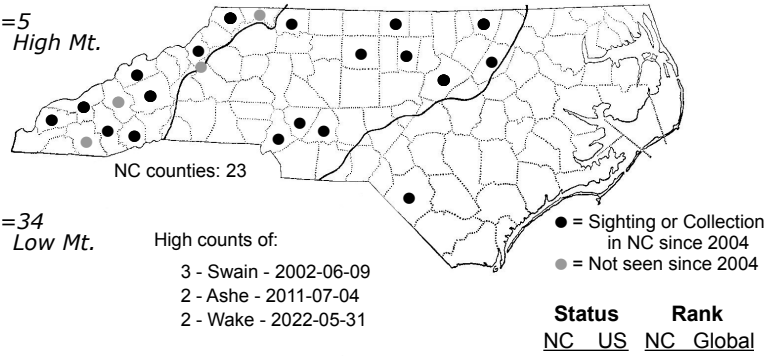 =5
High Mt.
NC counties: 23
=34
Low Mt.
High counts of:
3 - Swain - 2002-06-09
2 - Ashe - 2011-07-04
2 - Wake - 2022-05-31
= Sighting or Collection
in NC since 2004
= Not seen since 2004
Status Rank
NC US NC Global